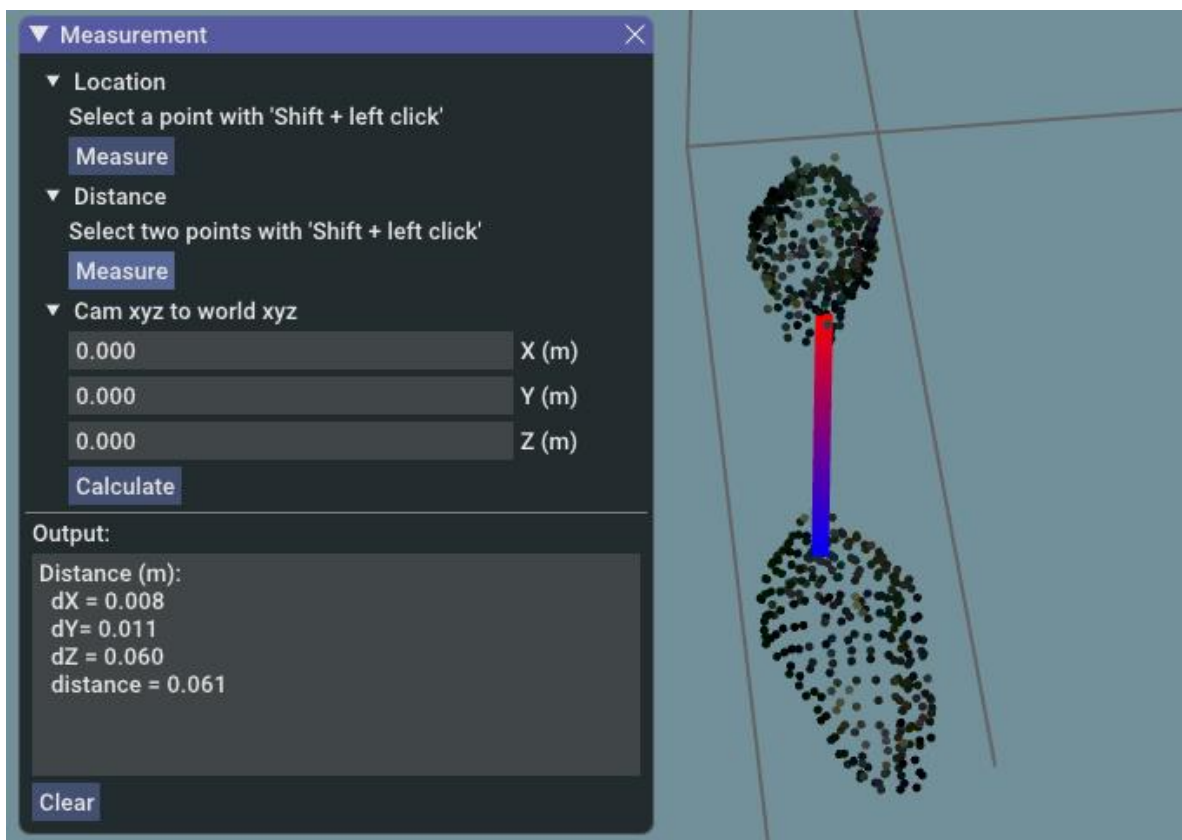 Measurement
Location
Select a point with 'Shift + left click'
Measure
Distance
Select two points with 'Shift + left click'
Measure
Cam xyz to world xyz
0.000 X (m)
0.000 Y (m)
0.000 Z (m)
Calculate
Output:
Distance (m):
dX = 0.008
dY= 0.011
dZ = 0.060
distance = 0.061
Clear